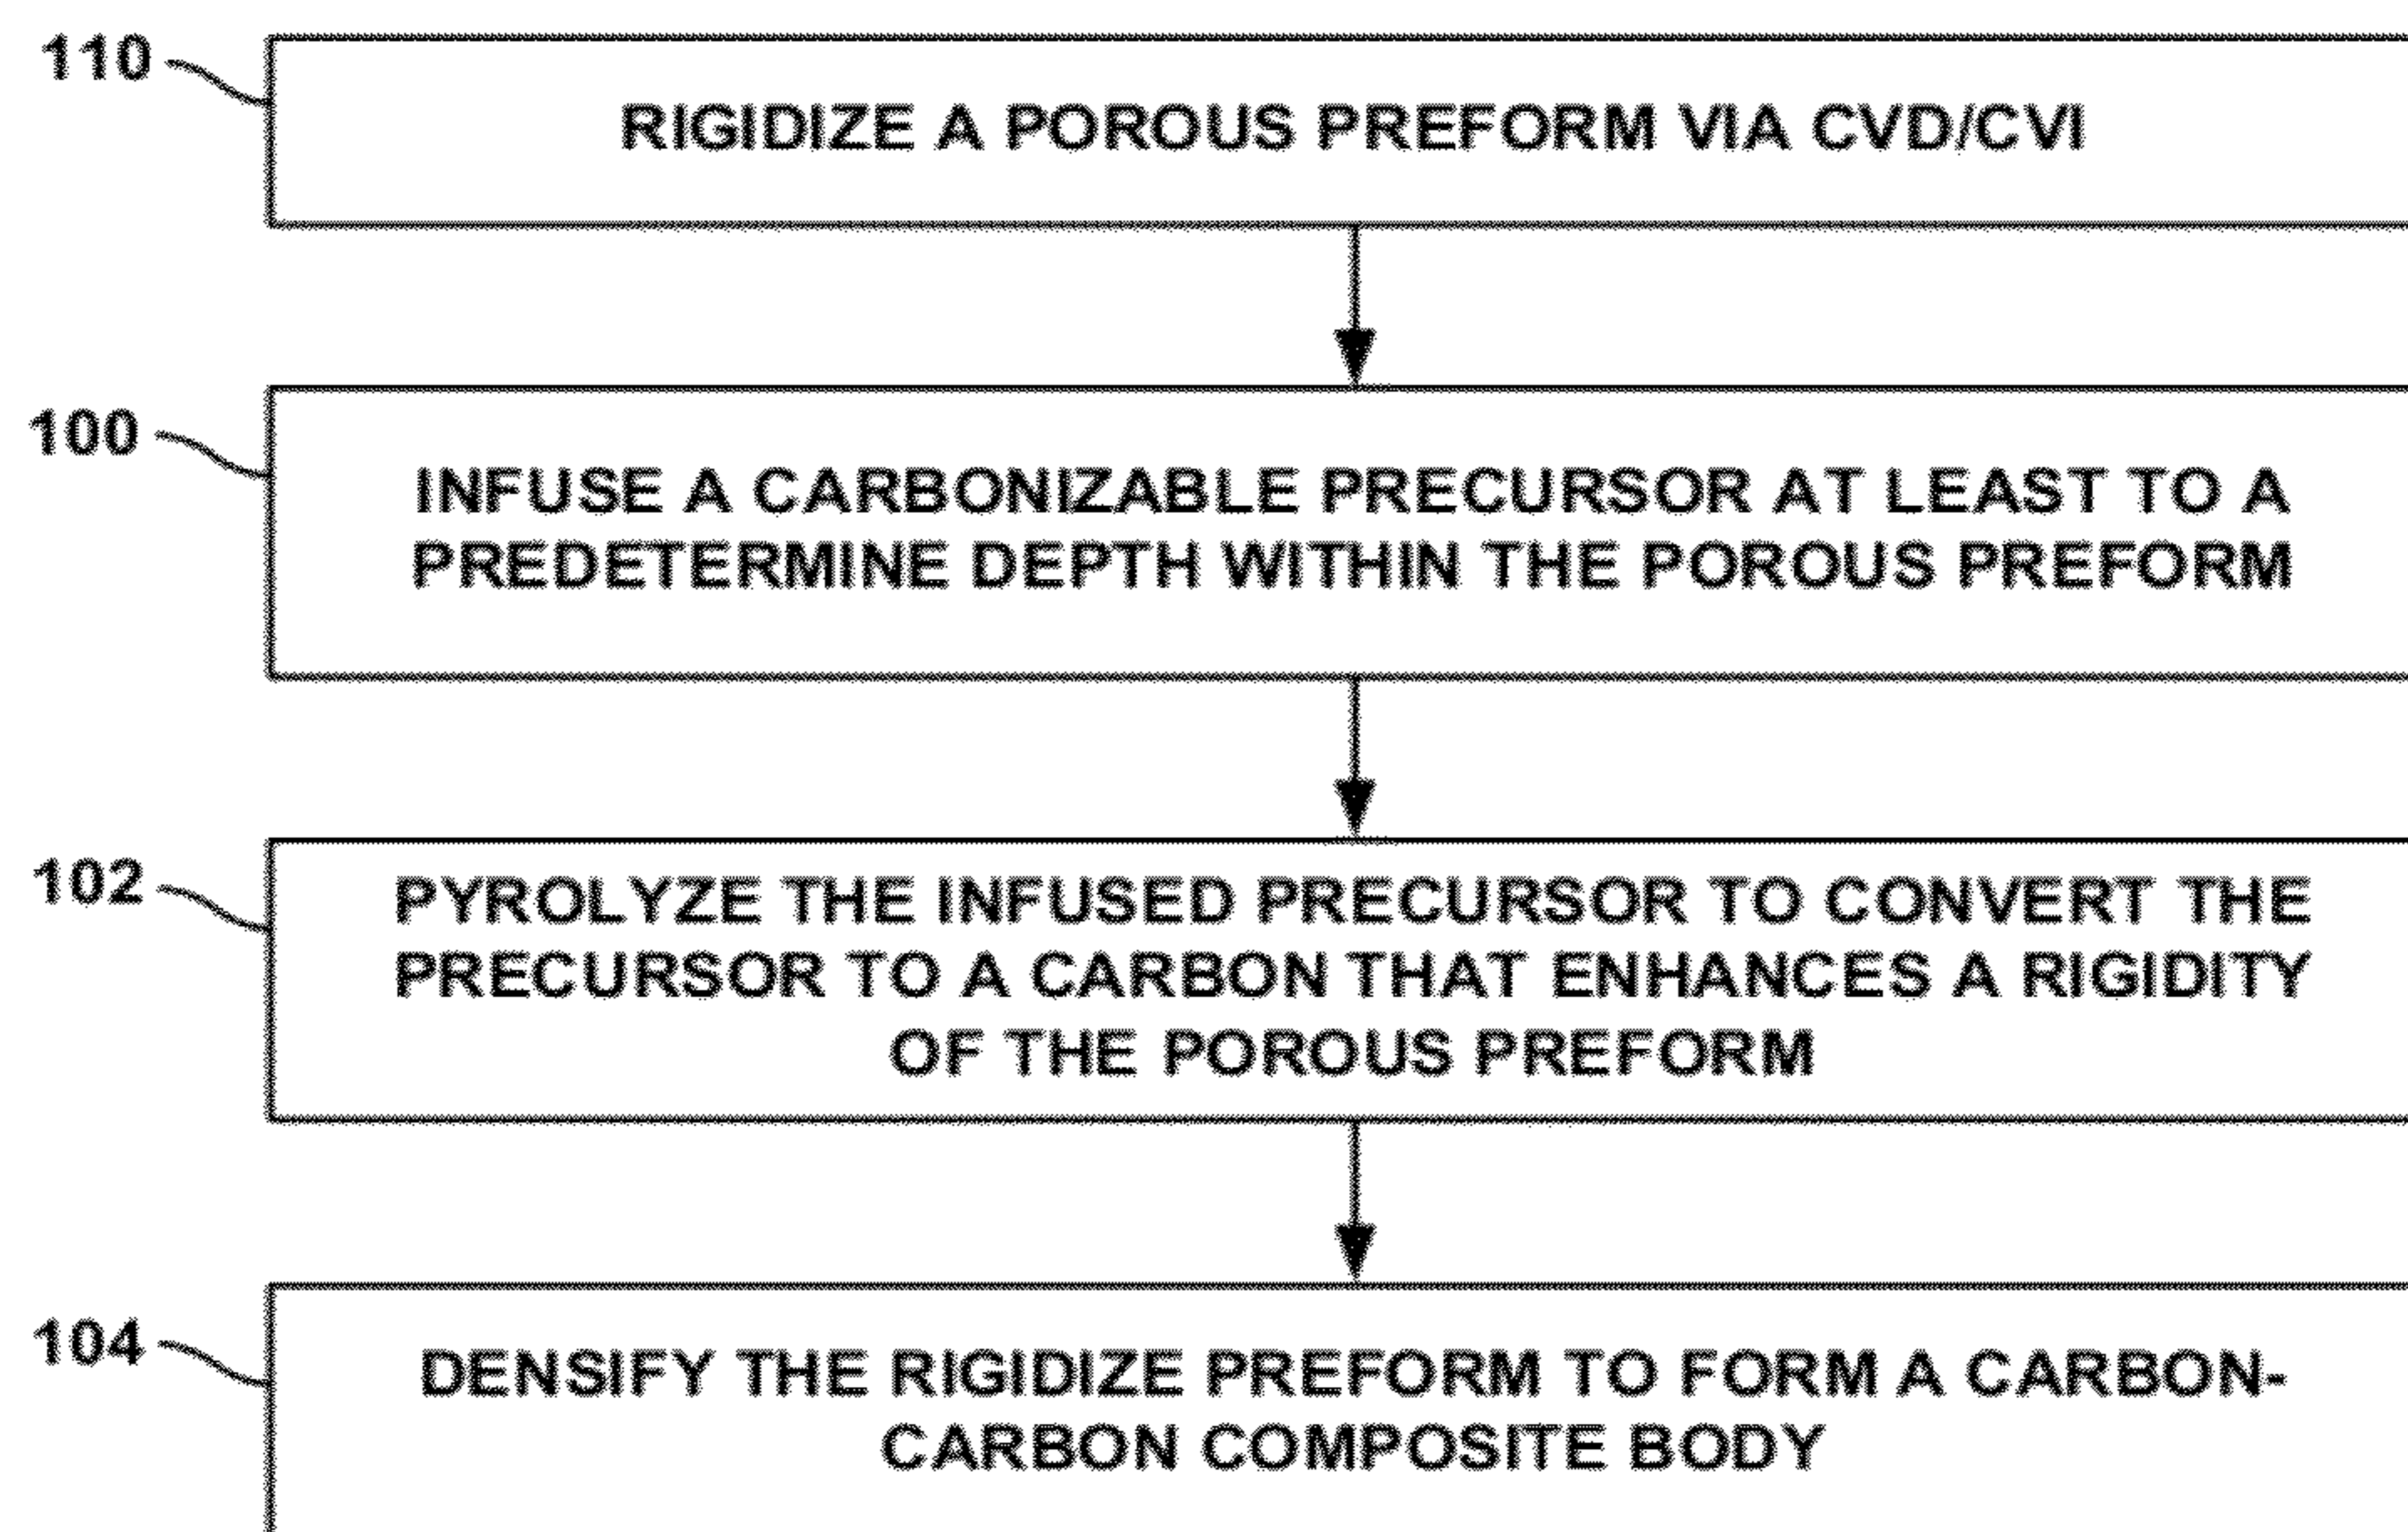 110
RIGIDIZE A POROUS PREFORM VIA CVD/CVI
100
INFUSE A CARBONIZABLE PRECURSOR AT LEAST TO A
PREDETERMINE DEPTH WITHIN THE POROUS PREFORM
102
PYROLYZE THE INFUSED PRECURSOR TO CONVERT THE
PRECURSOR TO A CARBON THAT ENHANCES A RIGIDITY
OF THE POROUS PREFORM
104
DENSIFY THE RIGIDIZE PREFORM TO FORM A CARBON-
CARBON COMPOSITE BODY